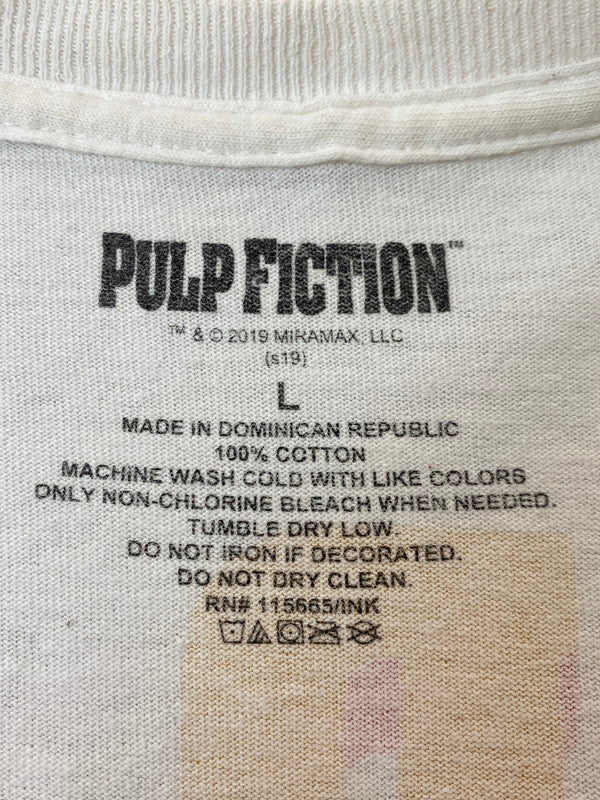 PULP FICTION™
™ & © 2019 MIRAMAX, LLC
(s19)
L
MADE IN DOMINICAN REPUBLIC
100% COTTON
MACHINE WASH COLD WITH LIKE COLORS
ONLY NON-CHLORINE BLEACH WHEN NEEDED.
TUMBLE DRY LOW.
DO NOT IRON IF DECORATED.
DO NOT DRY CLEAN.
RN# 115665/INK